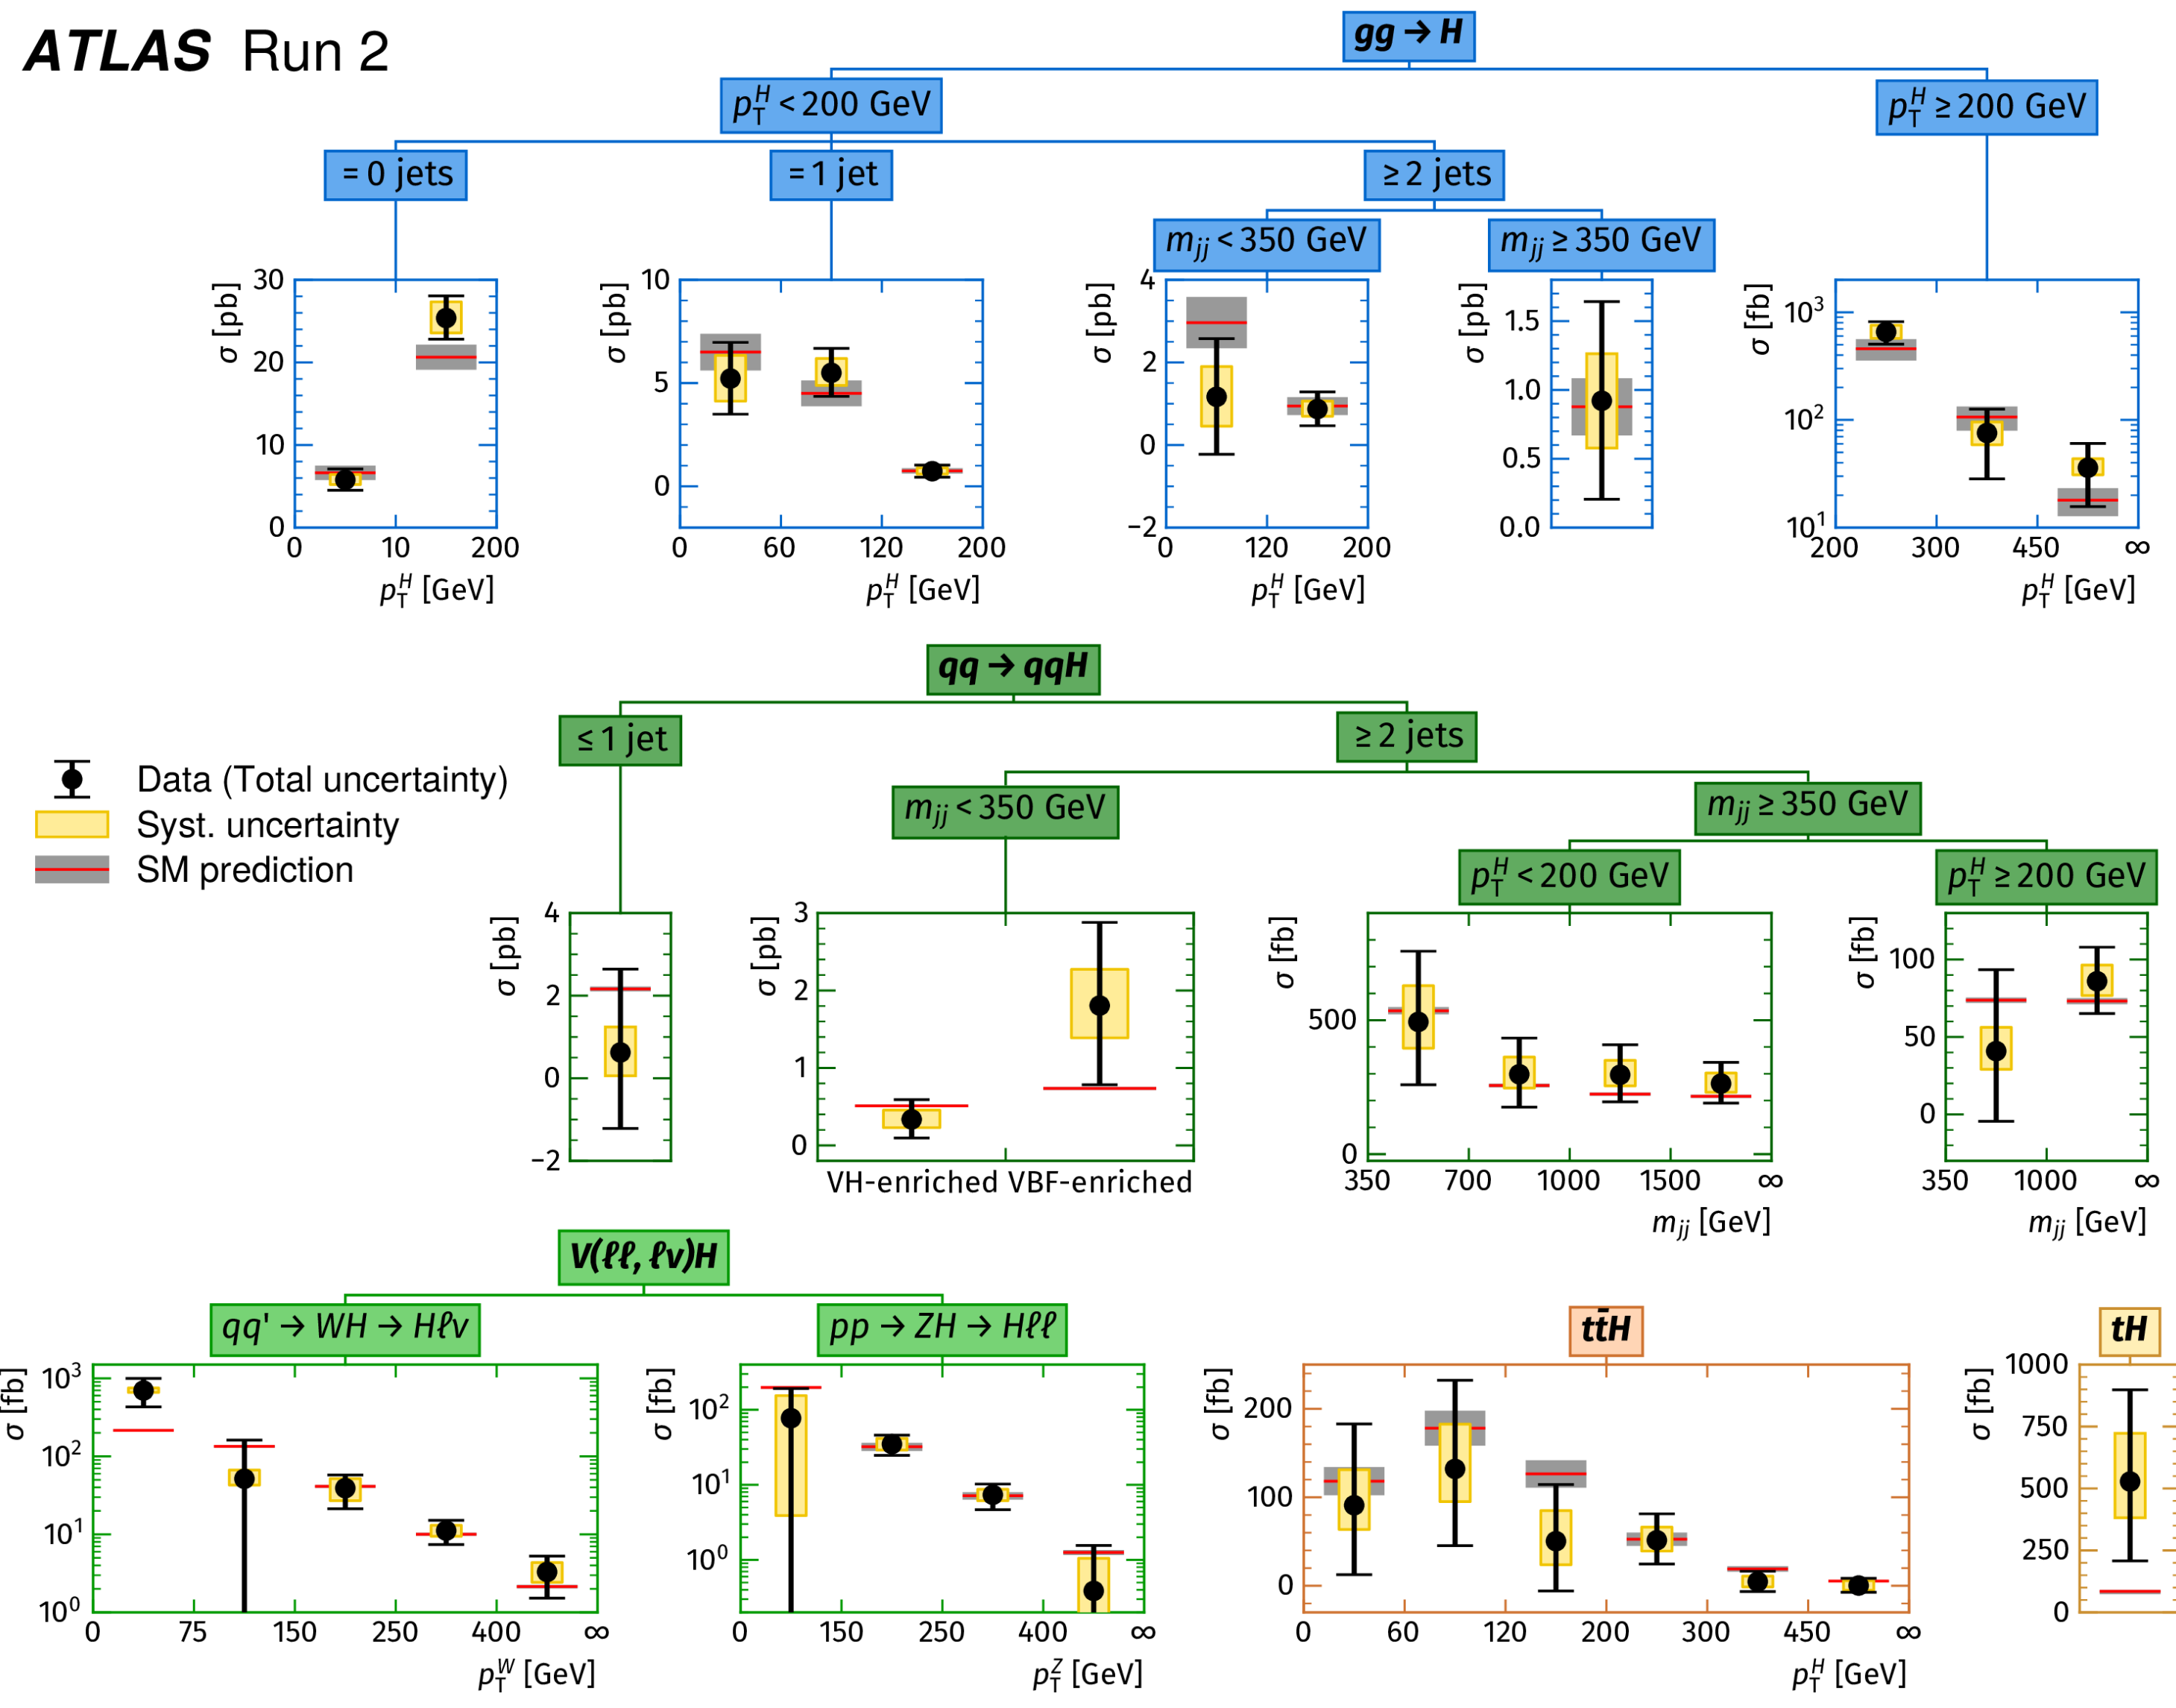 ATLAS Run 2
gg → H
p_T^H < 200 GeV
p_T^H ≥ 200 GeV
= 0 jets
= 1 jet
≥ 2 jets
m_jj < 350 GeV
m_jj ≥ 350 GeV
σ [pb]
30
20
10
0
0 10 200
p_T^H [GeV]
σ [pb]
10
5
0
0 60 120 200
p_T^H [GeV]
σ [pb]
4
2
0
−2
0 120 200
p_T^H [GeV]
σ [pb]
1.5
1.0
0.5
0.0
σ [fb]
10^3
10^2
10^1
200 300 450 ∞
p_T^H [GeV]
qq → qqH
≤ 1 jet
≥ 2 jets
Data (Total uncertainty)
Syst. uncertainty
SM prediction
m_jj < 350 GeV
m_jj ≥ 350 GeV
p_T^H < 200 GeV
p_T^H ≥ 200 GeV
σ [pb]
4
2
0
−2
σ [pb]
3
2
1
0
VH-enriched VBF-enriched
σ [fb]
500
0
350 700 1000 1500 ∞
m_jj [GeV]
σ [fb]
100
50
0
350 1000 ∞
m_jj [GeV]
V(ℓℓ, ℓν)H
qq' → WH → Hℓν
pp → ZH → Hℓℓ
tt̄H
tH
σ [fb]
10^3
10^2
10^1
10^0
0 75 150 250 400 ∞
p_T^W [GeV]
σ [fb]
10^2
10^1
10^0
0 150 250 400 ∞
p_T^Z [GeV]
σ [fb]
200
100
0
0 60 120 200 300 450 ∞
p_T^H [GeV]
σ [fb]
1000
750
500
250
0